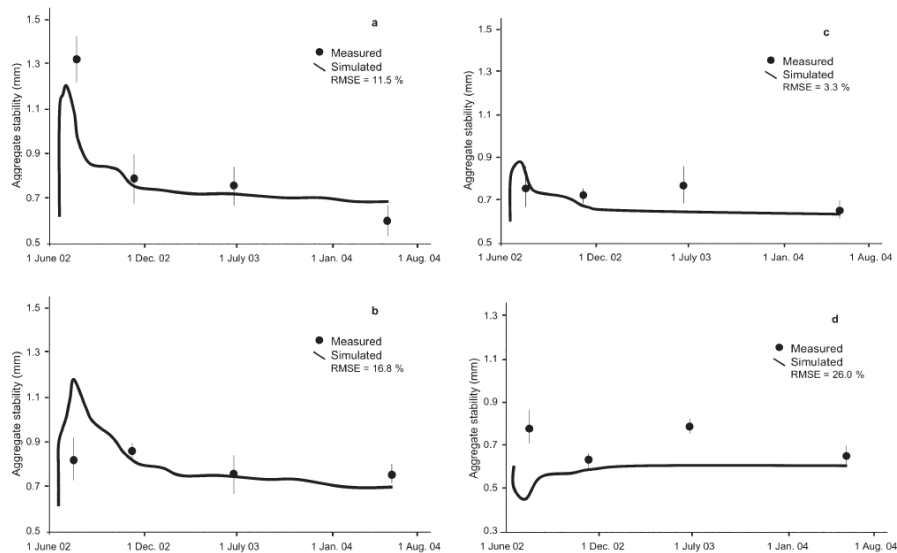 a
Measured
Simulated
RMSE = 11.5 %
Aggregate stability (mm)
1.5
1.3
1.1
0.9
0.7
0.5
1 June 02
1 Dec. 02
1 July 03
1 Jan. 04
1 Aug. 04
c
Measured
Simulated
RMSE = 3.3 %
Aggregate stability (mm)
1.5
1.3
1.1
0.9
0.7
0.5
1 June 02
1 Dec. 02
1 July 03
1 Jan. 04
1 Aug. 04
b
Measured
Simulated
RMSE = 16.8 %
Aggregate stability (mm)
1.5
1.3
1.1
0.9
0.7
0.5
1 June 02
1 Dec. 02
1 July 03
1 Jan. 04
1 Aug. 04
d
Measured
Simulated
RMSE = 26.0 %
Aggregate stability (mm)
1.3
1.1
0.9
0.7
0.5
0.3
1 June 02
1 Dec. 02
1 July 03
1 Jan. 04
1 Aug. 04